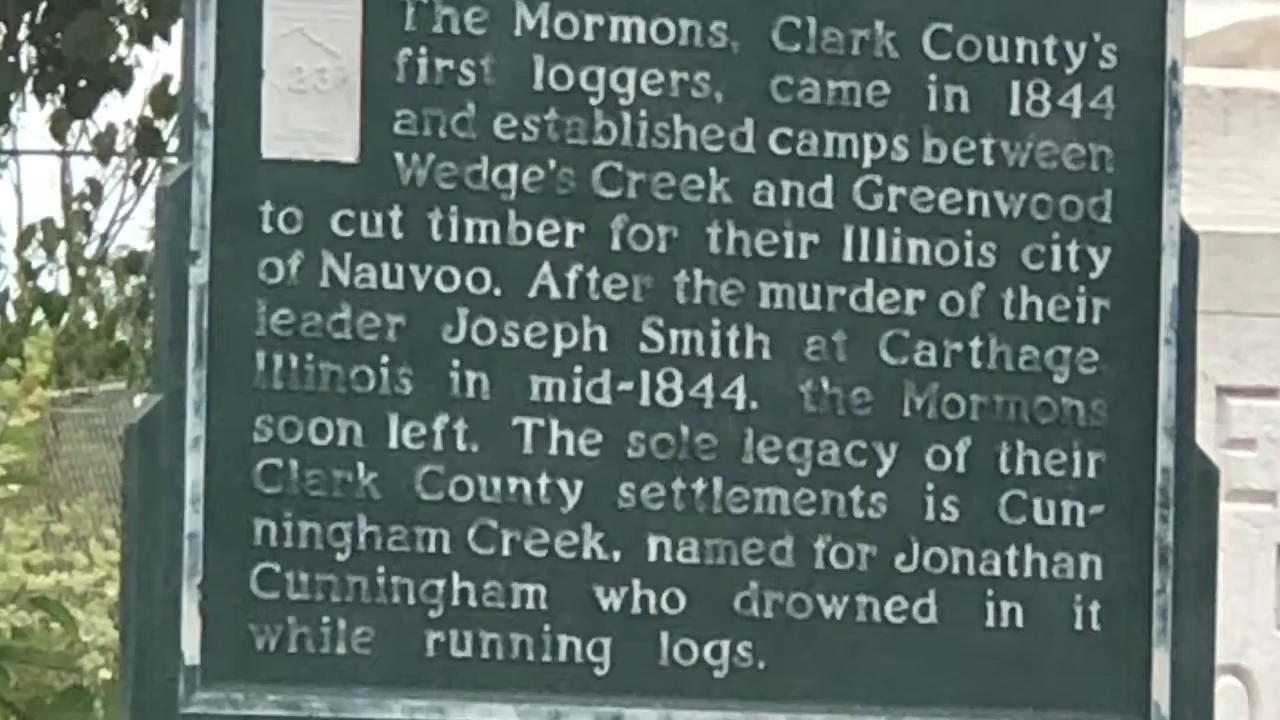 The Mormons, Clark County's
first loggers, came in 1844
and established camps between
Wedge's Creek and Greenwood
to cut timber for their Illinois city
of Nauvoo. After the murder of their
leader Joseph Smith at Carthage
Illinois in mid-1844, the Mormons
soon left. The sole legacy of their
Clark County settlements is Cun-
ningham Creek, named for Jonathan
Cunningham who drowned in it
while running logs.
23